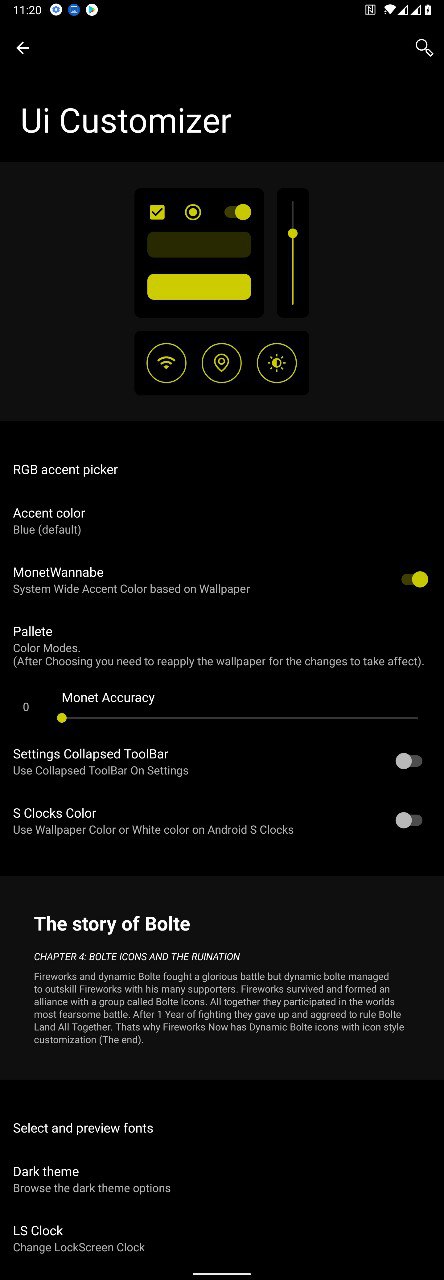 11:20
Ui Customizer
RGB accent picker
Accent color
Blue (default)
MonetWannabe
System Wide Accent Color based on Wallpaper
Pallete
Color Modes.
(After Choosing you need to reapply the wallpaper for the changes to take affect).
Monet Accuracy
0
Settings Collapsed ToolBar
Use Collapsed ToolBar On Settings
S Clocks Color
Use Wallpaper Color or White color on Android S Clocks
The story of Bolte
CHAPTER 4: BOLTE ICONS AND THE RUINATION
Fireworks and dynamic Bolte fought a glorious battle but dynamic bolte managed
to outskill Fireworks with his many supporters. Fireworks survived and formed an
alliance with a group called Bolte Icons. All together they participated in the worlds
most fearsome battle. After 1 Year of fighting they gave up and aggreed to rule Bolte
Land All Together. Thats why Fireworks Now has Dynamic Bolte icons with icon style
customization (The end).
Select and preview fonts
Dark theme
Browse the dark theme options
LS Clock
Change LockScreen Clock